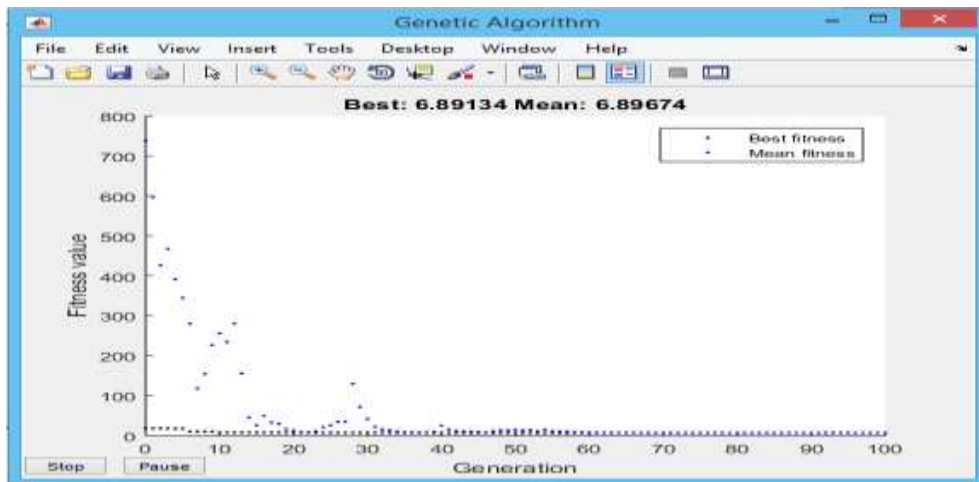 Genetic Algorithm
File Edit View Insert Tools Desktop Window Help
Best: 6.89134 Mean: 6.89674
800
700
600
500
400
300
200
100
0
Fitness value
Best fitness
Mean fitness
0 10 20 30 40 50 60 70 80 90 100
Generation
Stop Pause